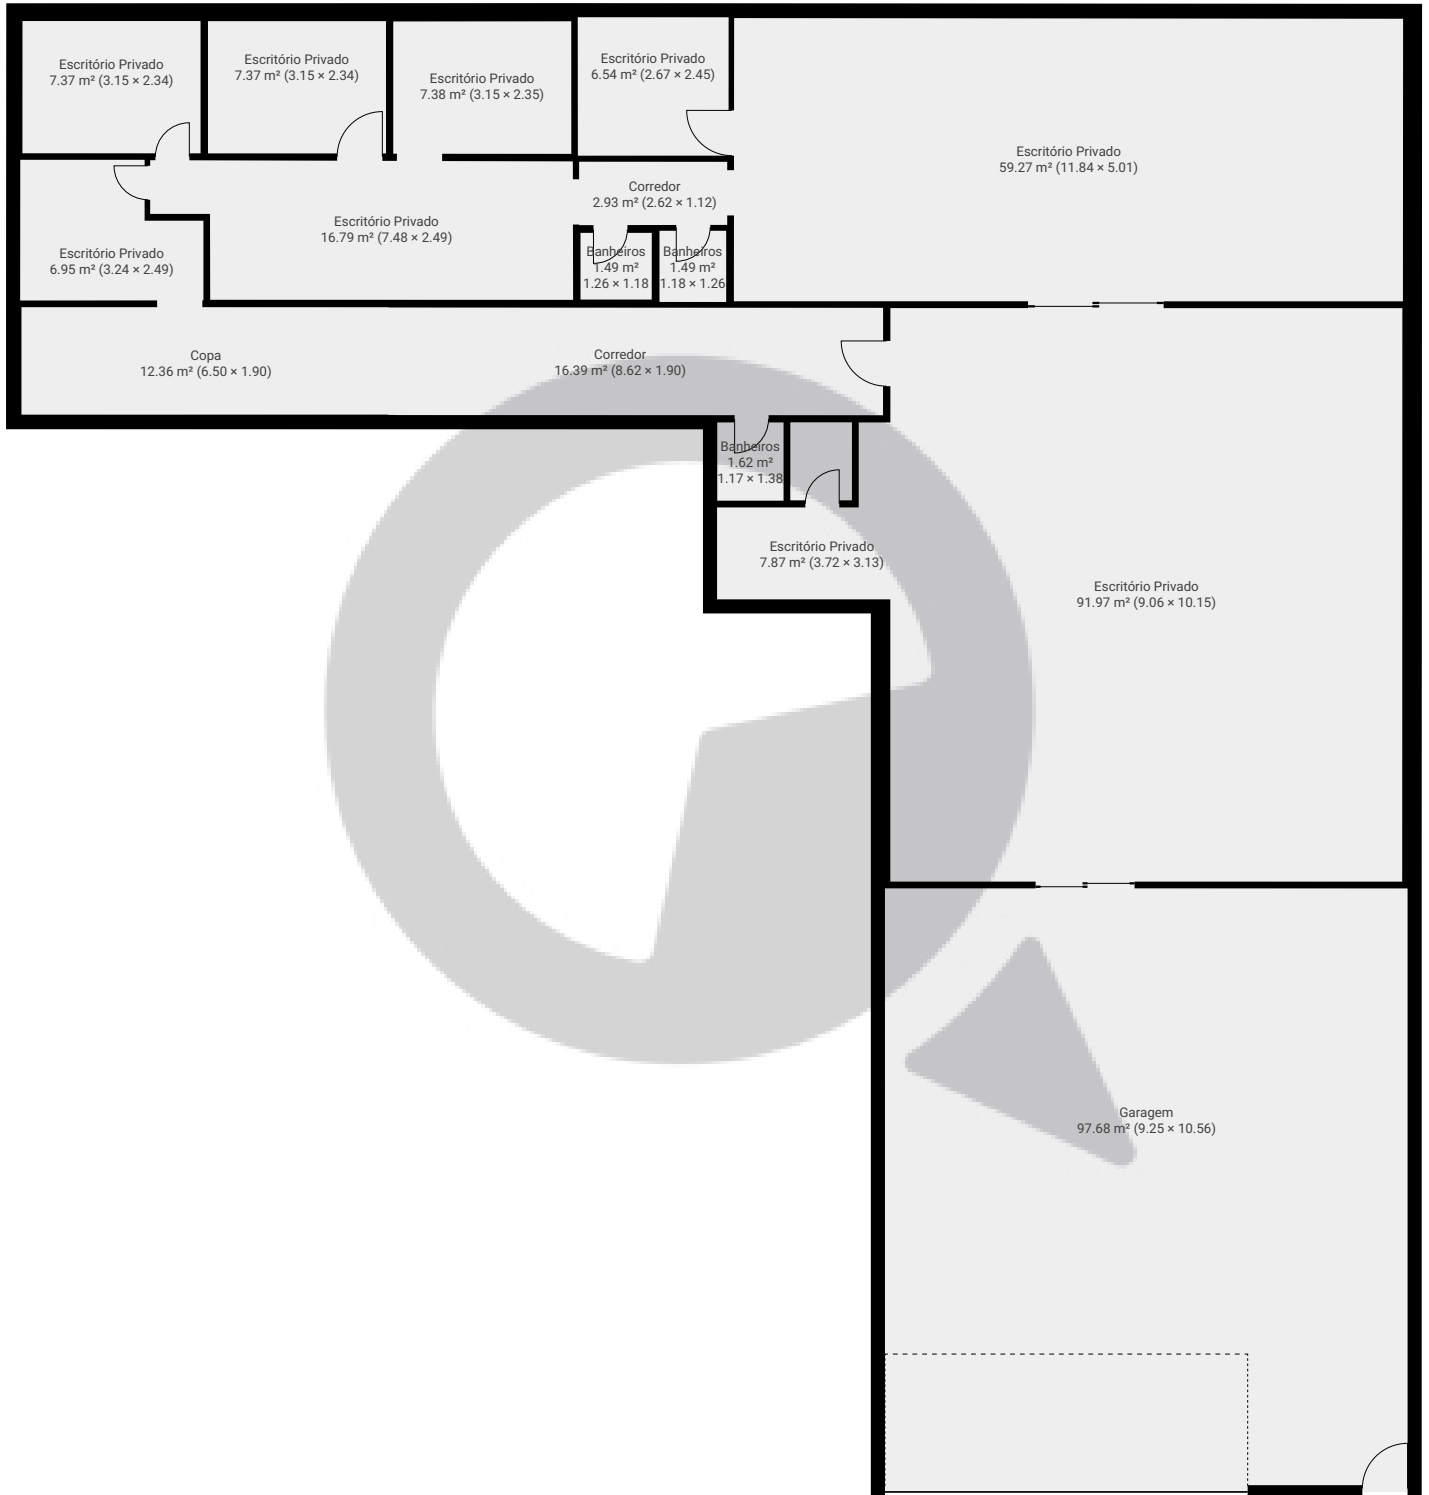 Escritório Privado
7.37 m² (3.15 × 2.34)
Escritório Privado
7.37 m² (3.15 × 2.34)
Escritório Privado
7.38 m² (3.15 × 2.35)
Escritório Privado
6.54 m² (2.67 × 2.45)
Escritório Privado
59.27 m² (11.84 × 5.01)
Corredor
2.93 m² (2.62 × 1.12)
Escritório Privado
16.79 m² (7.48 × 2.49)
Escritório Privado
6.95 m² (3.24 × 2.49)
Banheiros
1.49 m²
1.26 × 1.18
Banheiros
1.49 m²
1.18 × 1.26
Copa
12.36 m² (6.50 × 1.90)
Corredor
16.39 m² (8.62 × 1.90)
Banheiros
1.62 m²
1.17 × 1.38
Escritório Privado
7.87 m² (3.72 × 3.13)
Escritório Privado
91.97 m² (9.06 × 10.15)
Garagem
97.68 m² (9.25 × 10.56)